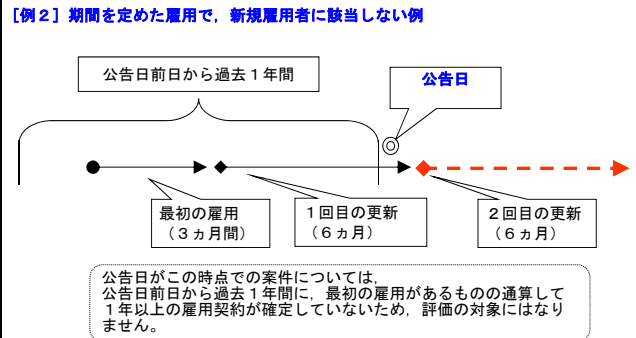 ［例２］期間を定めた雇用で，新規雇用者に該当しない例
公告日前日から過去１年間
公告日
最初の雇用
（３ヵ月間）
１回目の更新
（６ヵ月）
２回目の更新
（６ヵ月）
公告日がこの時点での案件については，
公告日前日から過去１年間に，最初の雇用があるものの通算して
１年以上の雇用契約が確定していないため，評価の対象にはなり
ません。